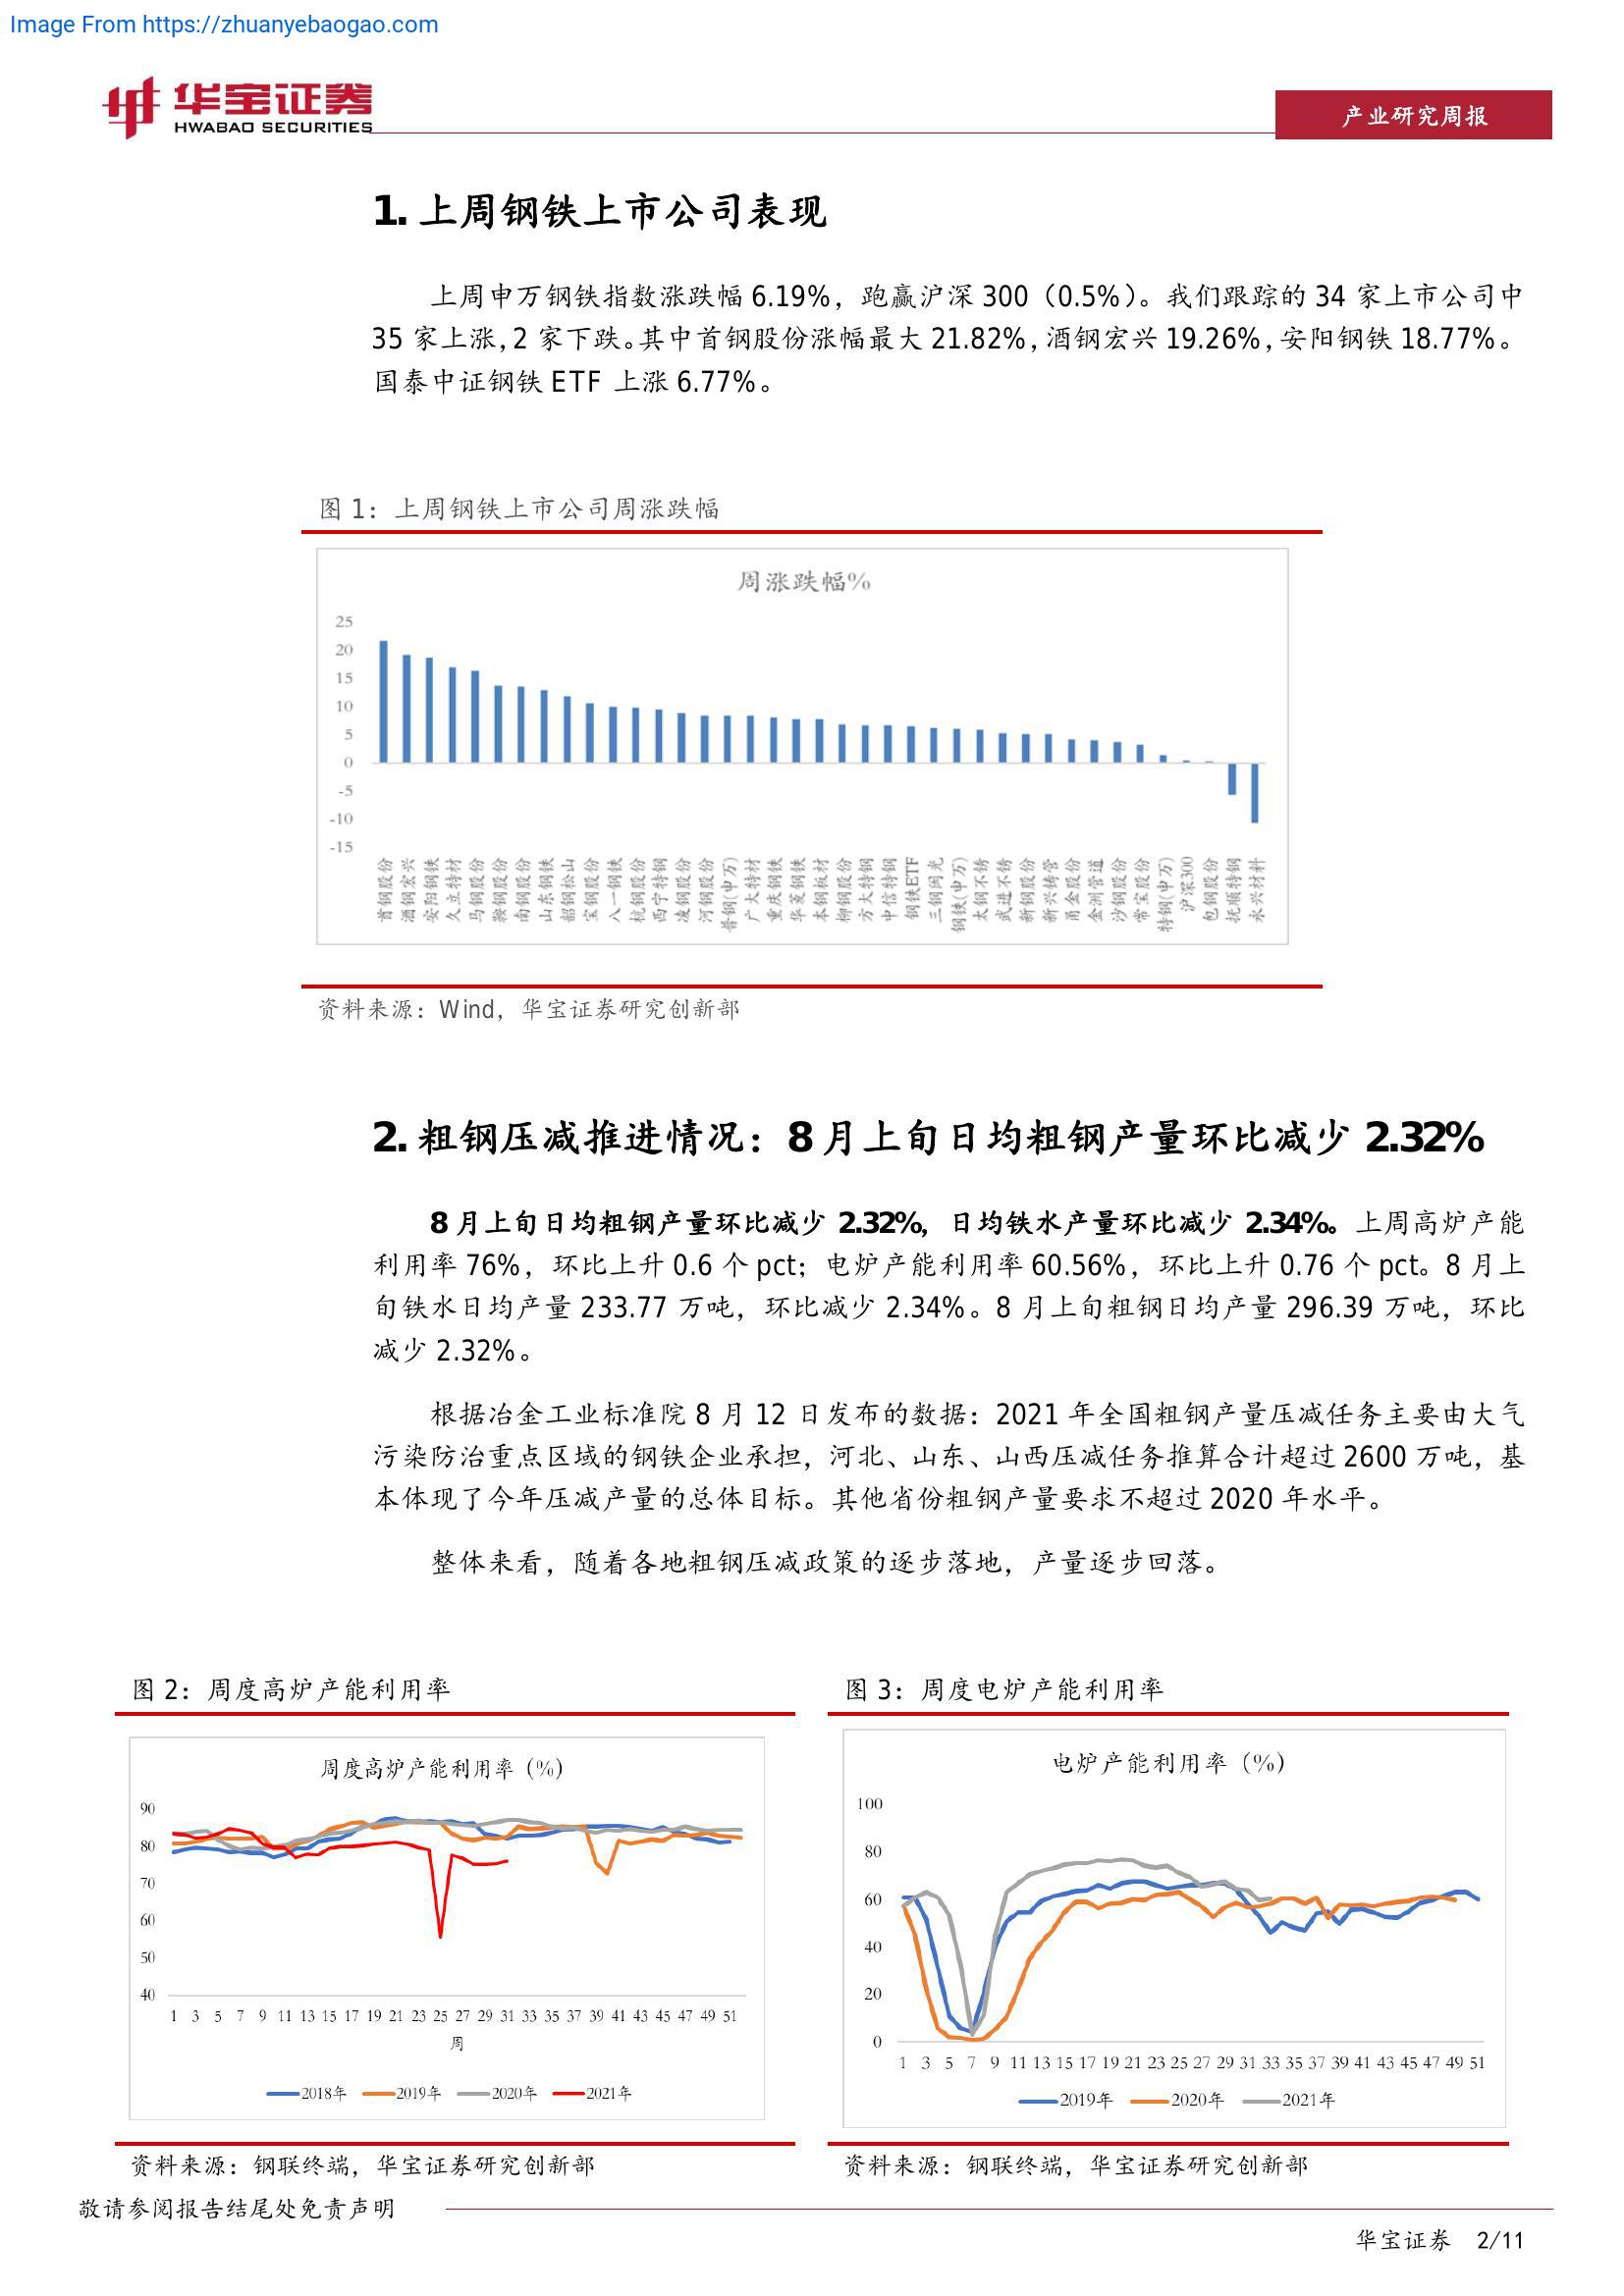 Image From https://zhuanyebaogao.com
华宝证券
HWABAO SECURITIES
产业研究周报
1. 上周钢铁上市公司表现
上周申万钢铁指数涨跌幅 6.19%，跑赢沪深 300（0.5%）。我们跟踪的 34 家上市公司中
35 家上涨，2 家下跌。其中首钢股份涨幅最大 21.82%，酒钢宏兴 19.26%，安阳钢铁 18.77%。
国泰中证钢铁 ETF 上涨 6.77%。
图 1：上周钢铁上市公司周涨跌幅
周涨跌幅%
25
20
15
10
5
0
-5
-10
-15
首钢股份
酒钢宏兴
安阳钢铁
久立特材
马钢股份
鞍钢股份
南钢股份
山东钢铁
韶钢松山
宝钢股份
八一钢铁
杭钢股份
西宁特钢
凌钢股份
河钢股份
普钢(申万)
广大特材
重庆钢铁
华菱钢铁
本钢板材
柳钢股份
方大特钢
中信特钢
钢铁ETF
三钢闽光
钢铁(申万)
太钢不锈
武进不锈
新钢股份
新兴铸管
甬金股份
金洲管道
沙钢股份
常宝股份
特钢(申万)
沪深300
包钢股份
抚顺特钢
永兴材料
资料来源：Wind，华宝证券研究创新部
2. 粗钢压减推进情况：8 月上旬日均粗钢产量环比减少 2.32%
8 月上旬日均粗钢产量环比减少 2.32%，日均铁水产量环比减少 2.34%。上周高炉产能
利用率 76%，环比上升 0.6 个 pct；电炉产能利用率 60.56%，环比上升 0.76 个 pct。8 月上
旬铁水日均产量 233.77 万吨，环比减少 2.34%。8 月上旬粗钢日均产量 296.39 万吨，环比
减少 2.32%。
根据冶金工业标准院 8 月 12 日发布的数据：2021 年全国粗钢产量压减任务主要由大气
污染防治重点区域的钢铁企业承担，河北、山东、山西压减任务推算合计超过 2600 万吨，基
本体现了今年压减产量的总体目标。其他省份粗钢产量要求不超过 2020 年水平。
整体来看，随着各地粗钢压减政策的逐步落地，产量逐步回落。
图 2：周度高炉产能利用率
周度高炉产能利用率（%）
90
80
70
60
50
40
1 3 5 7 9 11 13 15 17 19 21 23 25 27 29 31 33 35 37 39 41 43 45 47 49 51
周
2018年 2019年 2020年 2021年
资料来源：钢联终端，华宝证券研究创新部
图 3：周度电炉产能利用率
电炉产能利用率（%）
100
80
60
40
20
0
1 3 5 7 9 11 13 15 17 19 21 23 25 27 29 31 33 35 37 39 41 43 45 47 49 51
2019年 2020年 2021年
资料来源：钢联终端，华宝证券研究创新部
敬请参阅报告结尾处免责声明
华宝证券 2/11